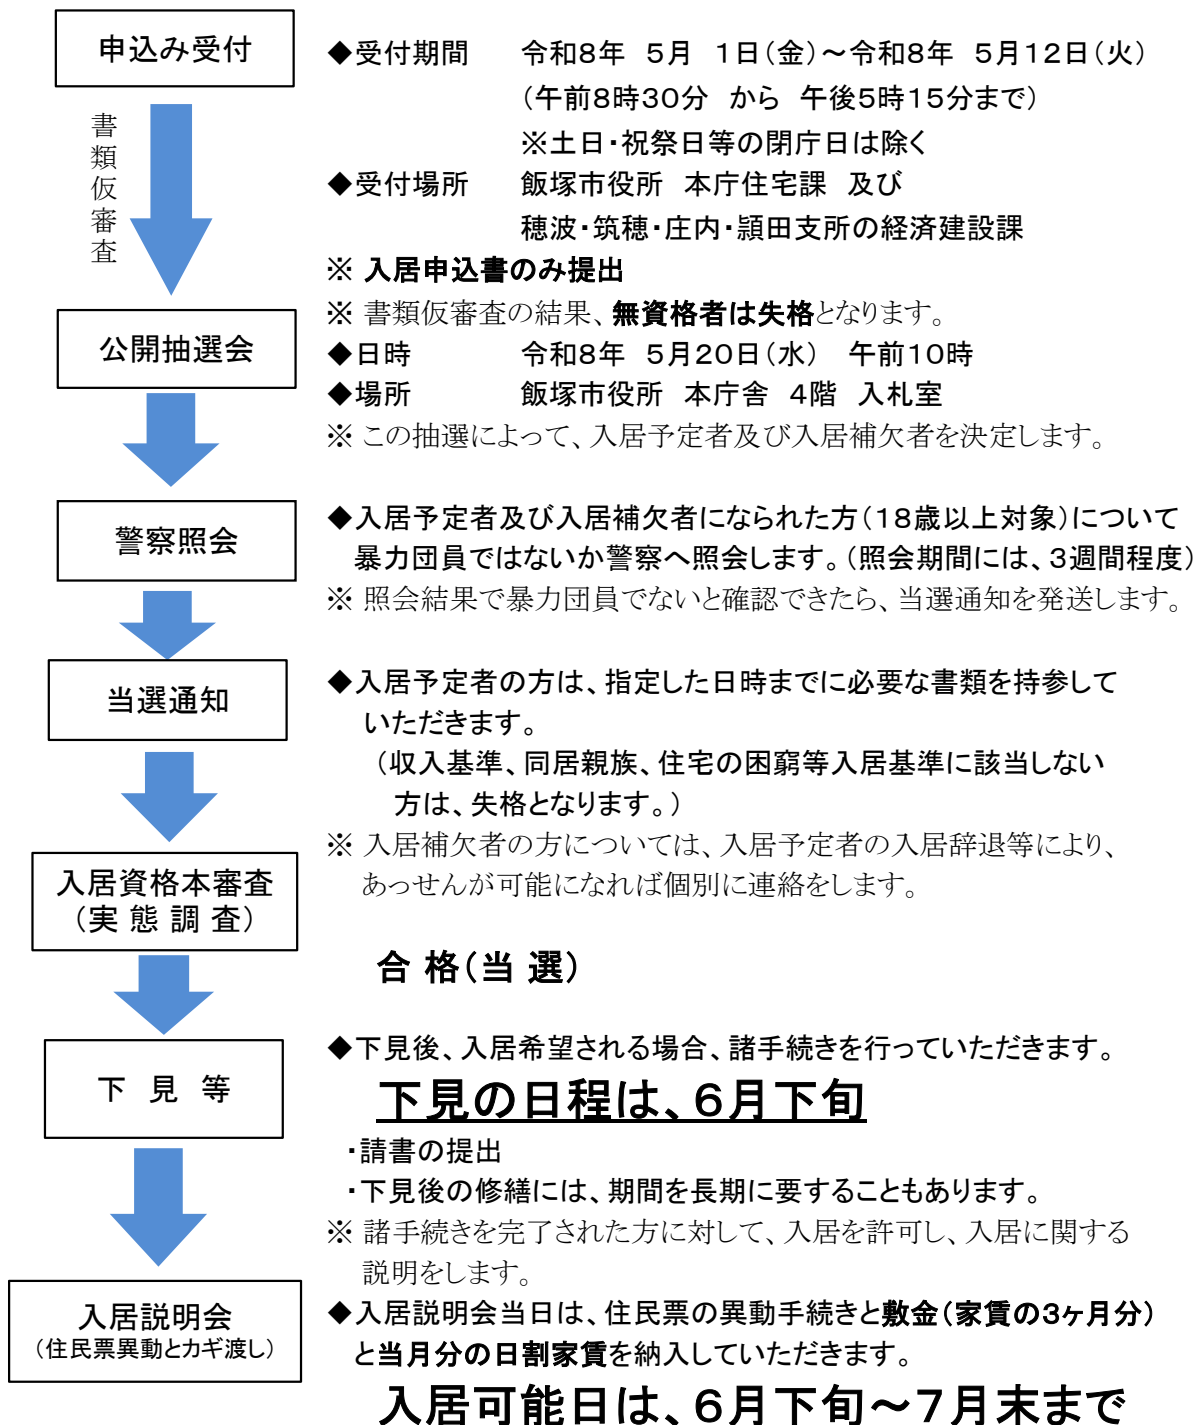 申込み受付
◆受付期間　令和8年 5月 1日(金)～令和8年 5月12日(火)
(午前8時30分 から 午後5時15分まで)
※土日・祝祭日等の閉庁日は除く
書類仮審査
◆受付場所　飯塚市役所 本庁住宅課 及び
穂波・筑穂・庄内・頴田支所の経済建設課
※ 入居申込書のみ提出
※ 書類仮審査の結果、無資格者は失格となります。
公開抽選会
◆日時　令和8年 5月20日(水) 午前10時
◆場所　飯塚市役所 本庁舎 4階 入札室
※ この抽選によって、入居予定者及び入居補欠者を決定します。
警察照会
◆入居予定者及び入居補欠者になられた方(18歳以上対象)について
暴力団員ではないか警察へ照会します。(照会期間には、3週間程度)
※ 照会結果で暴力団員でないと確認できたら、当選通知を発送します。
当選通知
◆入居予定者の方は、指定した日時までに必要な書類を持参して
いただきます。
(収入基準、同居親族、住宅の困窮等入居基準に該当しない
方は、失格となります。)
※ 入居補欠者の方については、入居予定者の入居辞退等により、
あっせんが可能になれば個別に連絡をします。
入居資格本審査
(実 態 調 査)
合 格(当 選)
下 見 等
◆下見後、入居希望される場合、諸手続きを行っていただきます。
下見の日程は、6月下旬
・請書の提出
・下見後の修繕には、期間を長期に要することもあります。
※ 諸手続きを完了された方に対して、入居を許可し、入居に関する
説明をします。
入居説明会
(住民票異動とカギ渡し)
◆入居説明会当日は、住民票の異動手続きと敷金(家賃の3ヶ月分)
と当月分の日割家賃を納入していただきます。
入居可能日は、6月下旬～7月末まで